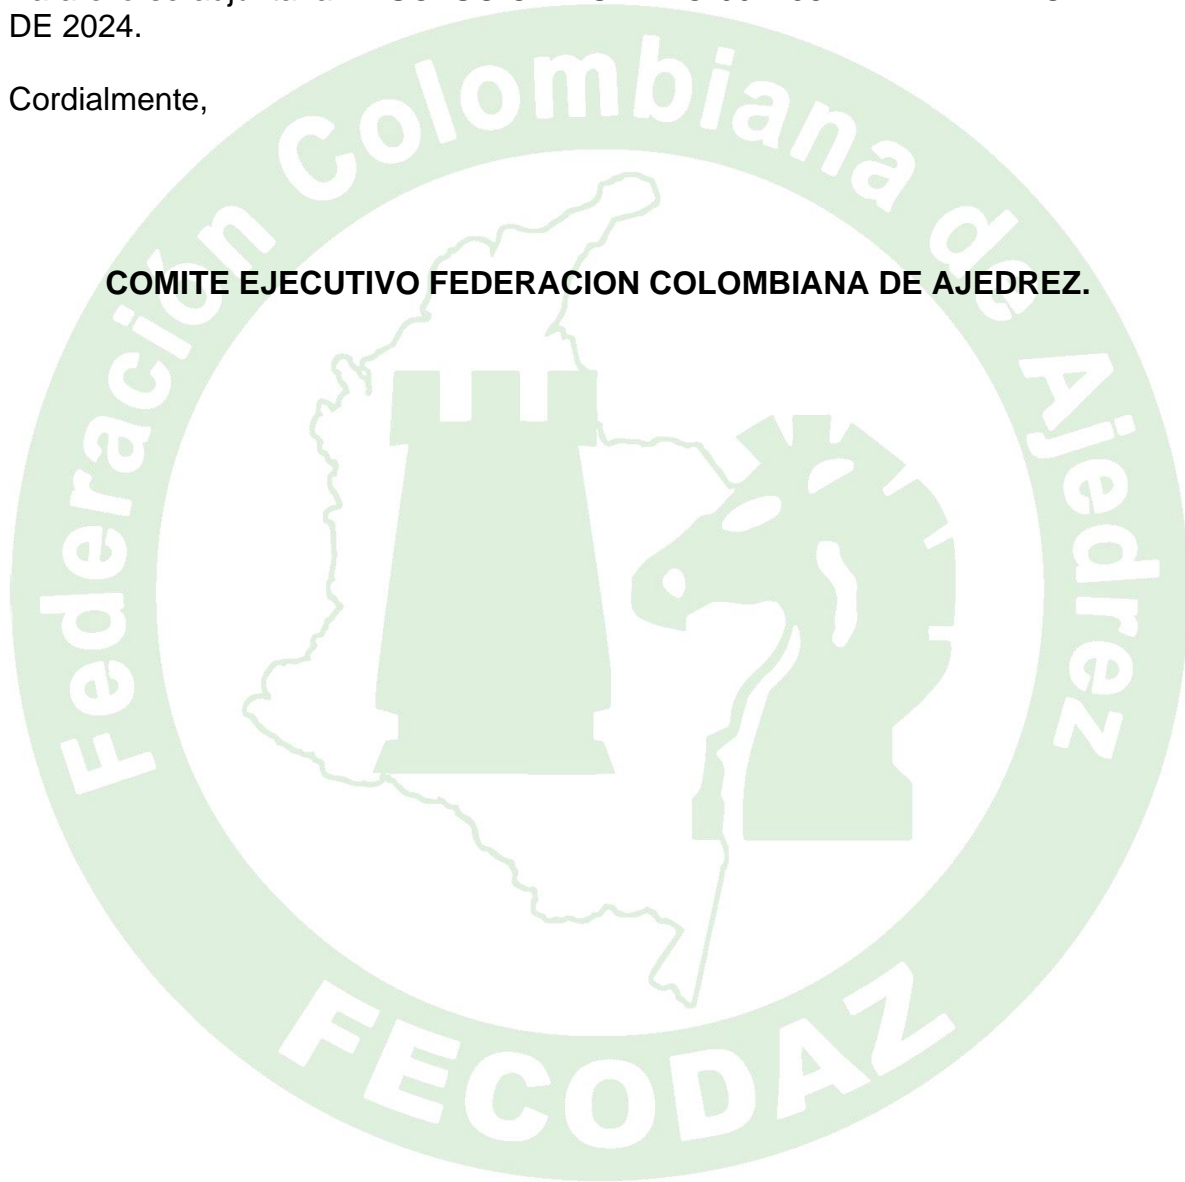 DE 2024.
Cordialmente,
COMITE EJECUTIVO FEDERACION COLOMBIANA DE AJEDREZ.
Federación Colombiana de Ajedrez
FECODAZ